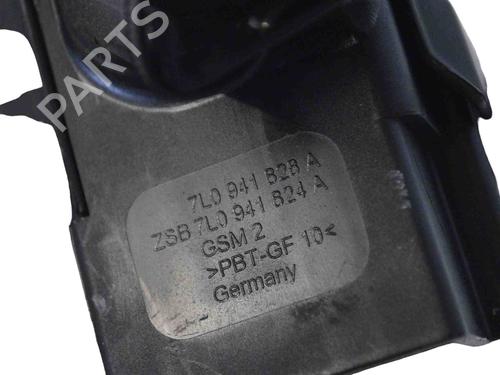 PARTS
7L0 941 828 A
ZSB 7L0 941 824 A
GSM 2
>PBT-GF 10<
Germany